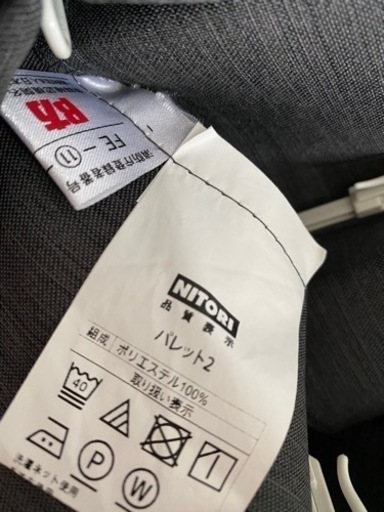 防炎
FE－⑪
消防庁登録者番号
NITORI
品質表示
パレット2
組成 ポリエステル100%
取り扱い表示
40
P
W
洗濯ネット使用